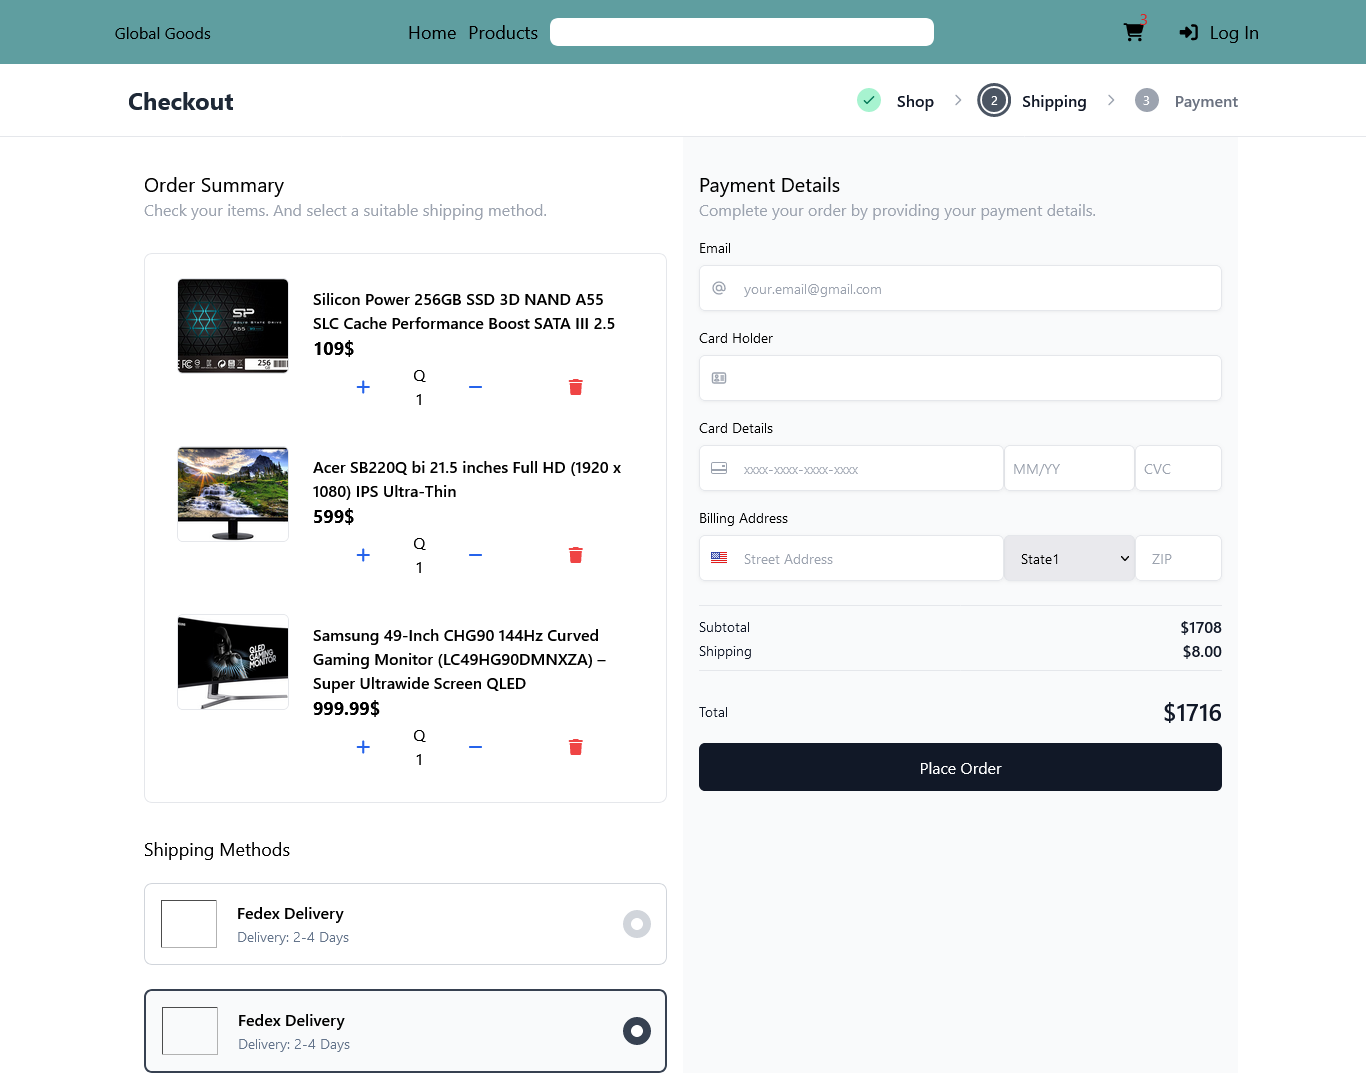 Global Goods
Home Products
3
Log In
Checkout
Shop
2 Shipping
3 Payment
Order Summary
Check your items. And select a suitable shipping method.
SP
A55
256
Silicon Power 256GB SSD 3D NAND A55
SLC Cache Performance Boost SATA III 2.5
109$
Q
1
Acer SB220Q bi 21.5 inches Full HD (1920 x
1080) IPS Ultra-Thin
599$
Q
1
QLED
GAMING
MONITOR
Samsung 49-Inch CHG90 144Hz Curved
Gaming Monitor (LC49HG90DMNXZA) –
Super Ultrawide Screen QLED
999.99$
Q
1
Shipping Methods
Fedex Delivery
Delivery: 2-4 Days
Fedex Delivery
Delivery: 2-4 Days
Payment Details
Complete your order by providing your payment details.
Email
@ your.email@gmail.com
Card Holder
Card Details
xxxx-xxxx-xxxx-xxxx MM/YY CVC
Billing Address
Street Address State1 ZIP
Subtotal $1708
Shipping $8.00
Total $1716
Place Order